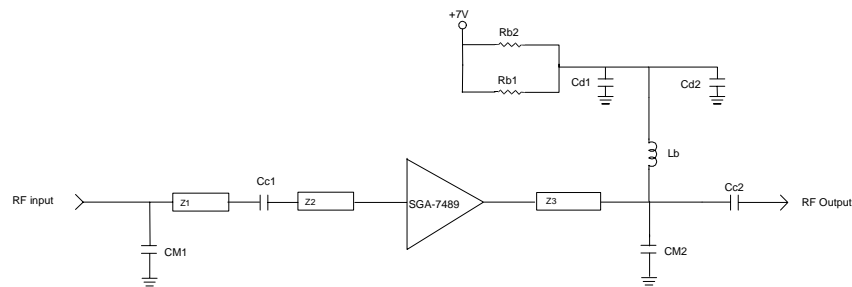 +7V
Rb2
Rb1
Cd1
Cd2
Lb
RF input
Z1
Cc1
Z2
SGA-7489
Z3
Cc2
RF Output
CM1
CM2